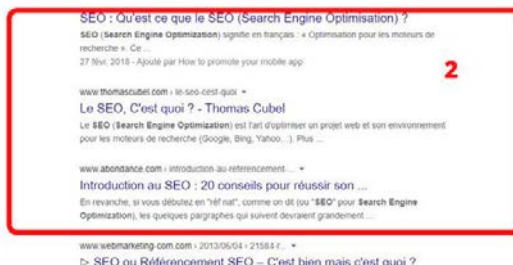 SEO : Qu'est ce que le SEO (Search Engine Optimisation) ?
SEO (Search Engine Optimization) signifie en français : « Optimisation pour les moteurs de
recherche ». Ce ...
27 févr. 2018 - Ajouté par How to promote your mobile app
2
www.thomascubel.com › le-seo-cest-quoi
Le SEO, C'est quoi ? - Thomas Cubel
Le SEO (Search Engine Optimization) est l'art d'optimiser un projet web et son environnement
pour les moteurs de recherche (Google, Bing, Yahoo...). Plus ...
www.abondance.com › introduction-au-referencement-...
Introduction au SEO : 20 conseils pour réussir son ...
En revanche, si vous débutez en "réf nat", comme on dit (ou "SEO" pour Search Engine
Optimization), les quelques pargraphes qui suivent devraient grandement ...
www.webmarketing-com.com › 2013/06/04 › 21584-r...
▷ SEO ou Référencement SEO – C'est bien mais c'est quoi ?